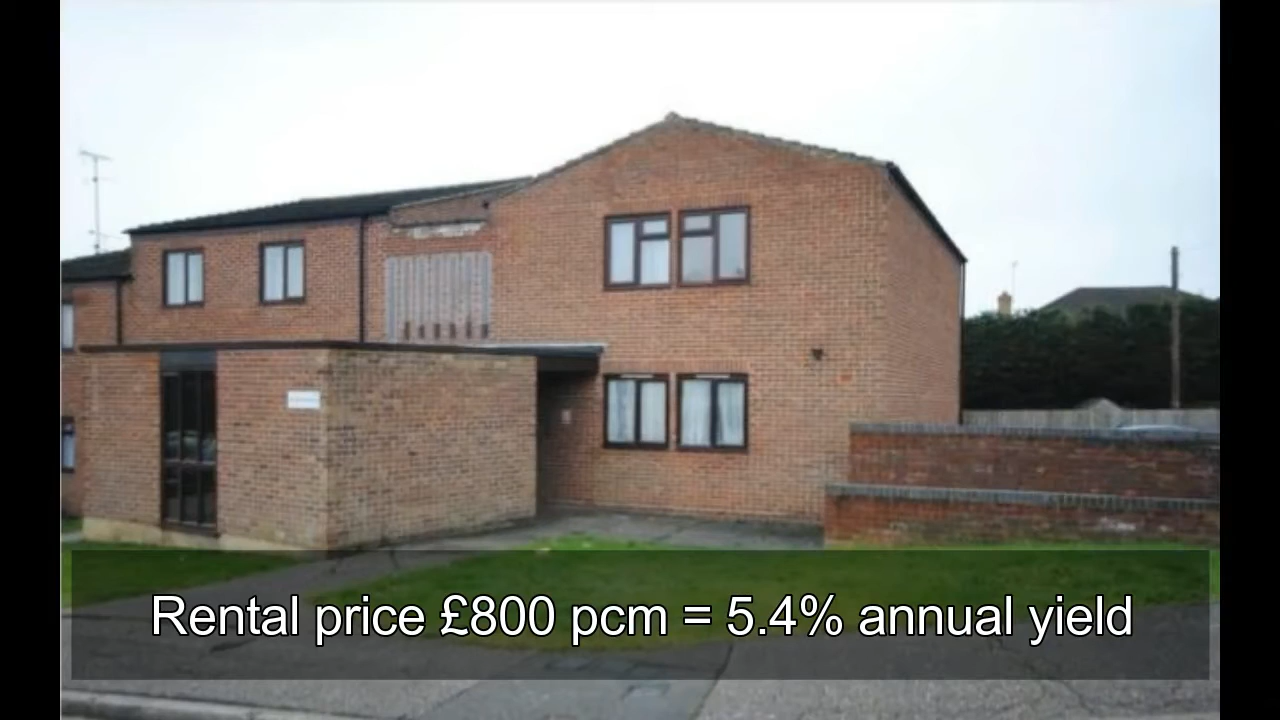 Rental price £800 pcm = 5.4% annual yield